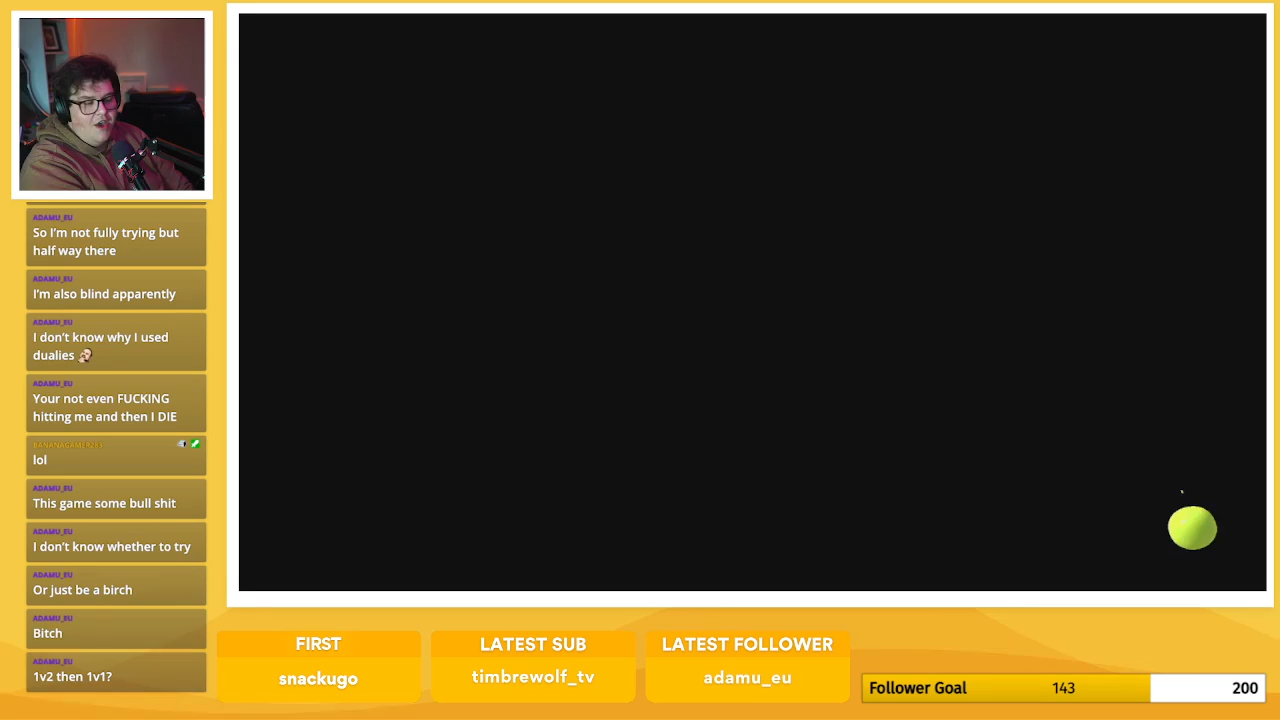 ADAMU_EU
So I'm not fully trying but
half way there
ADAMU_EU
I'm also blind apparently
ADAMU_EU
I don't know why I used
dualies
ADAMU_EU
Your not even FUCKING
hitting me and then I DIE
lol
ADAMU_EU
This game some bull shit
ADAMU_EU
I don't know whether to try
ADAMU_EU
Or just be a birch
ADAMU_EU
Bitch
ADAMU_EU
1v2 then 1v1?
FIRST
snackugo
LATEST SUB
timbrewolf_tv
LATEST FOLLOWER
adamu_eu
Follower Goal 143 200